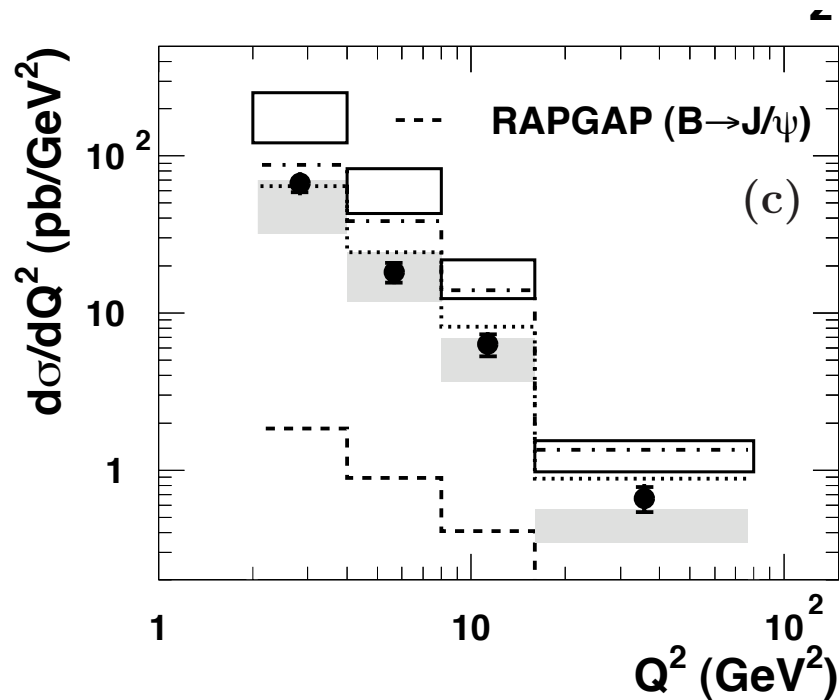 dσ/dQ² (pb/GeV²)
RAPGAP (B→J/ψ)
(c)
10²
10
1
1
10
10²
Q² (GeV²)